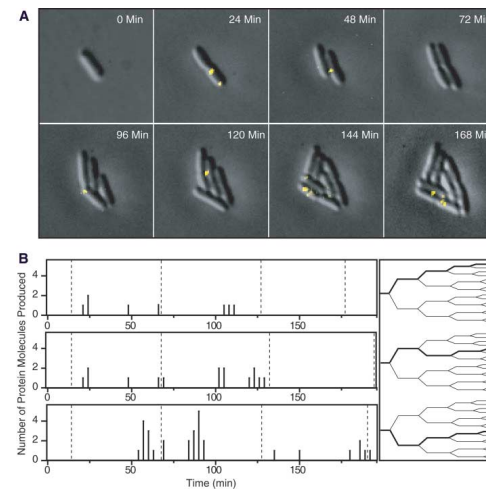 A
0 Min
24 Min
48 Min
72 Min
96 Min
120 Min
144 Min
168 Min
B
Number of Protein Molecules Produced
4
2
0
0
50
100
150
4
2
0
0
50
100
150
4
2
0
0
50
100
150
Time (min)